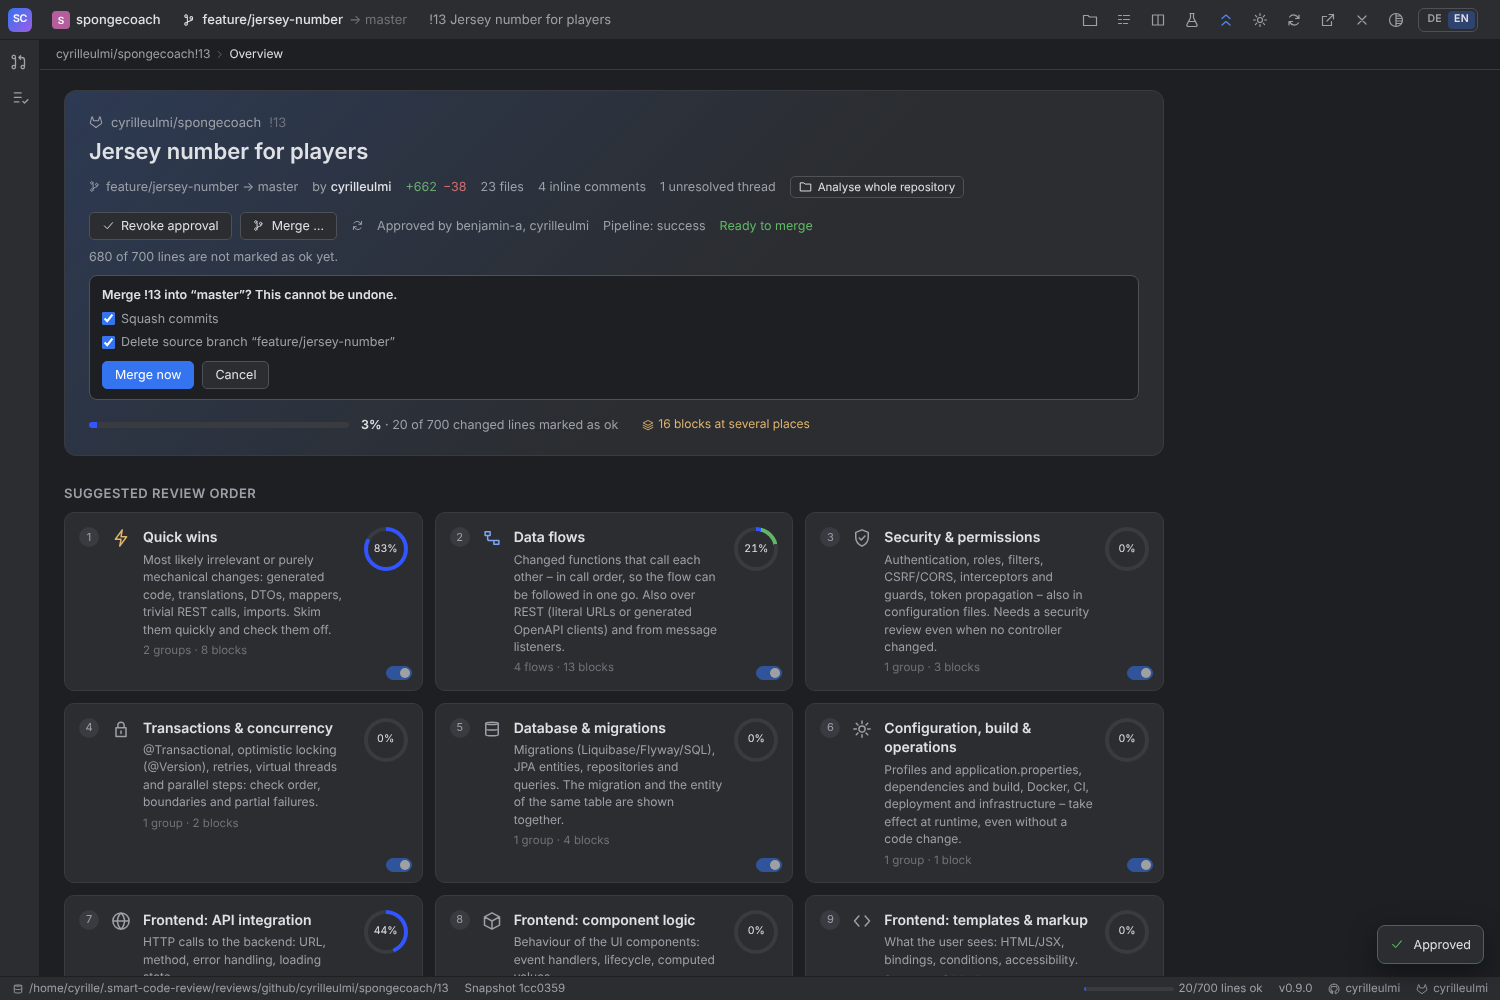 SC
S spongecoach feature/jersey-number → master !13 Jersey number for players DE EN
cyrilleulmi/spongecoach!13 › Overview
cyrilleulmi/spongecoach !13
Jersey number for players
feature/jersey-number → master by cyrilleulmi +662 −38 23 files 4 inline comments 1 unresolved thread Analyse whole repository
Revoke approval Merge ... Approved by benjamin-a, cyrilleulmi Pipeline: success Ready to merge
680 of 700 lines are not marked as ok yet.
Merge !13 into “master”? This cannot be undone.
Squash commits
Delete source branch “feature/jersey-number”
Merge now Cancel
3% · 20 of 700 changed lines marked as ok 16 blocks at several places
SUGGESTED REVIEW ORDER
1 Quick wins 83%
Most likely irrelevant or purely
mechanical changes: generated
code, translations, DTOs, mappers,
trivial REST calls, imports. Skim
them quickly and check them off.
2 groups · 8 blocks
2 Data flows 21%
Changed functions that call each
other – in call order, so the flow can
be followed in one go. Also over
REST (literal URLs or generated
OpenAPI clients) and from message
listeners.
4 flows · 13 blocks
3 Security & permissions 0%
Authentication, roles, filters,
CSRF/CORS, interceptors and
guards, token propagation – also in
configuration files. Needs a security
review even when no controller
changed.
1 group · 3 blocks
4 Transactions & concurrency 0%
@Transactional, optimistic locking
(@Version), retries, virtual threads
and parallel steps: check order,
boundaries and partial failures.
1 group · 2 blocks
5 Database & migrations 0%
Migrations (Liquibase/Flyway/SQL),
JPA entities, repositories and
queries. The migration and the entity
of the same table are shown
together.
1 group · 4 blocks
6 Configuration, build &
operations 0%
Profiles and application.properties,
dependencies and build, Docker, CI,
deployment and infrastructure – take
effect at runtime, even without a
code change.
1 group · 1 block
7 Frontend: API integration 44%
HTTP calls to the backend: URL,
method, error handling, loading
8 Frontend: component logic 0%
Behaviour of the UI components:
event handlers, lifecycle, computed
9 Frontend: templates & markup 0%
What the user sees: HTML/JSX,
bindings, conditions, accessibility.
Approved
/home/cyrille/.smart-code-review/reviews/github/cyrilleulmi/spongecoach/13 Snapshot 1cc0359 20/700 lines ok v0.9.0 cyrilleulmi cyrilleulmi